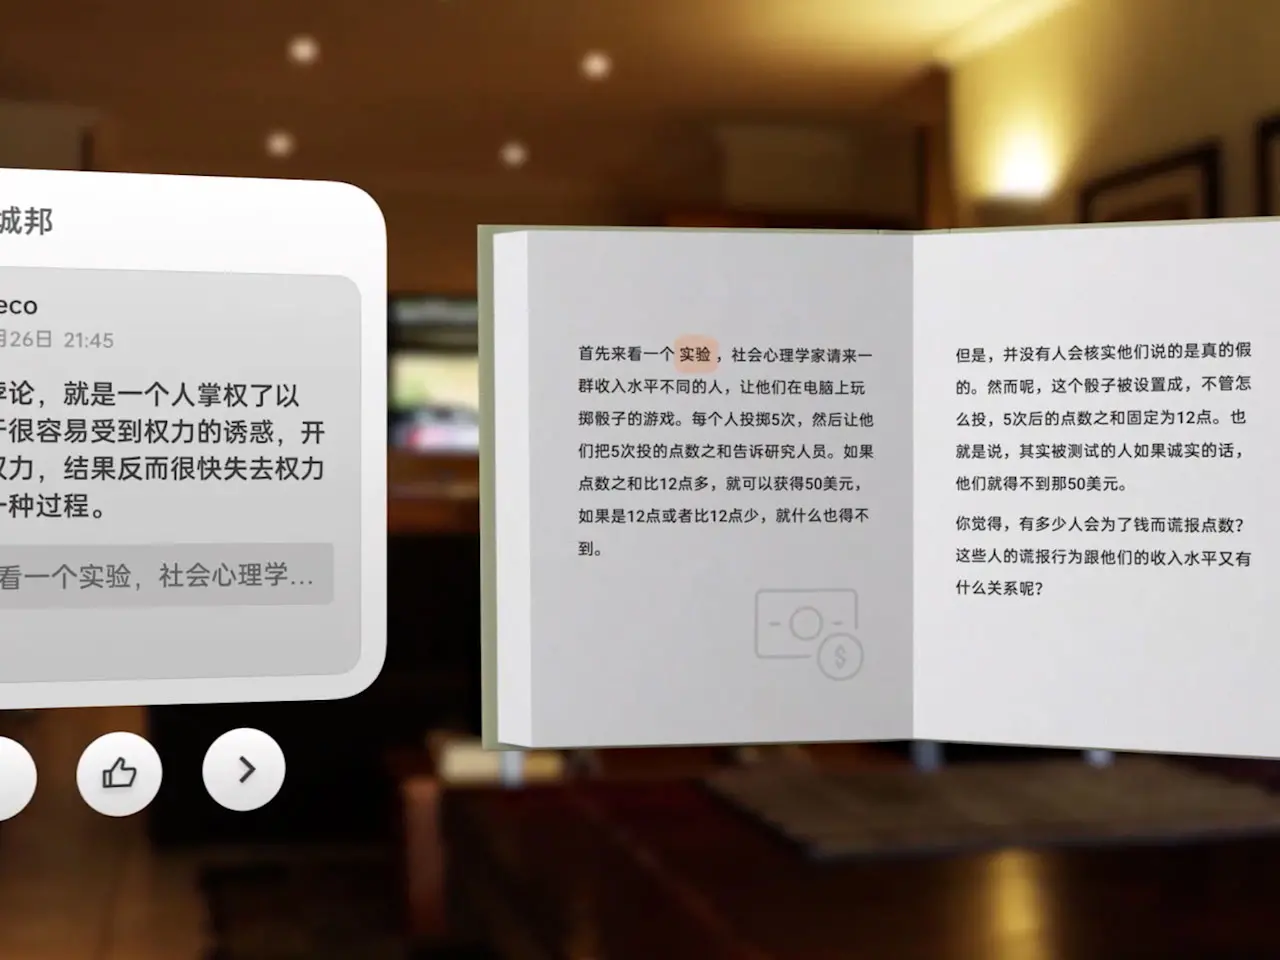 城邦
eco
26日 21:45
悖论，就是一个人掌权了以
很容易受到权力的诱惑，开
权力，结果反而很快失去权力
一种过程。
看一个实验，社会心理学...
首先来看一个实验，社会心理学家请来一
群收入水平不同的人，让他们在电脑上玩
掷骰子的游戏。每个人投掷5次，然后让他
们把5次投的点数之和告诉研究人员。如果
点数之和比12点多，就可以获得50美元，
如果是12点或者比12点少，就什么也得不
到。
$
但是，并没有人会核实他们说的是真的假
的。然而呢，这个骰子被设置成，不管怎
么投，5次后的点数之和固定为12点。也
就是说，其实被测试的人如果诚实的话，
他们就得不到那50美元。
你觉得，有多少人会为了钱而谎报点数？
这些人的谎报行为跟他们的收入水平又有
什么关系呢？